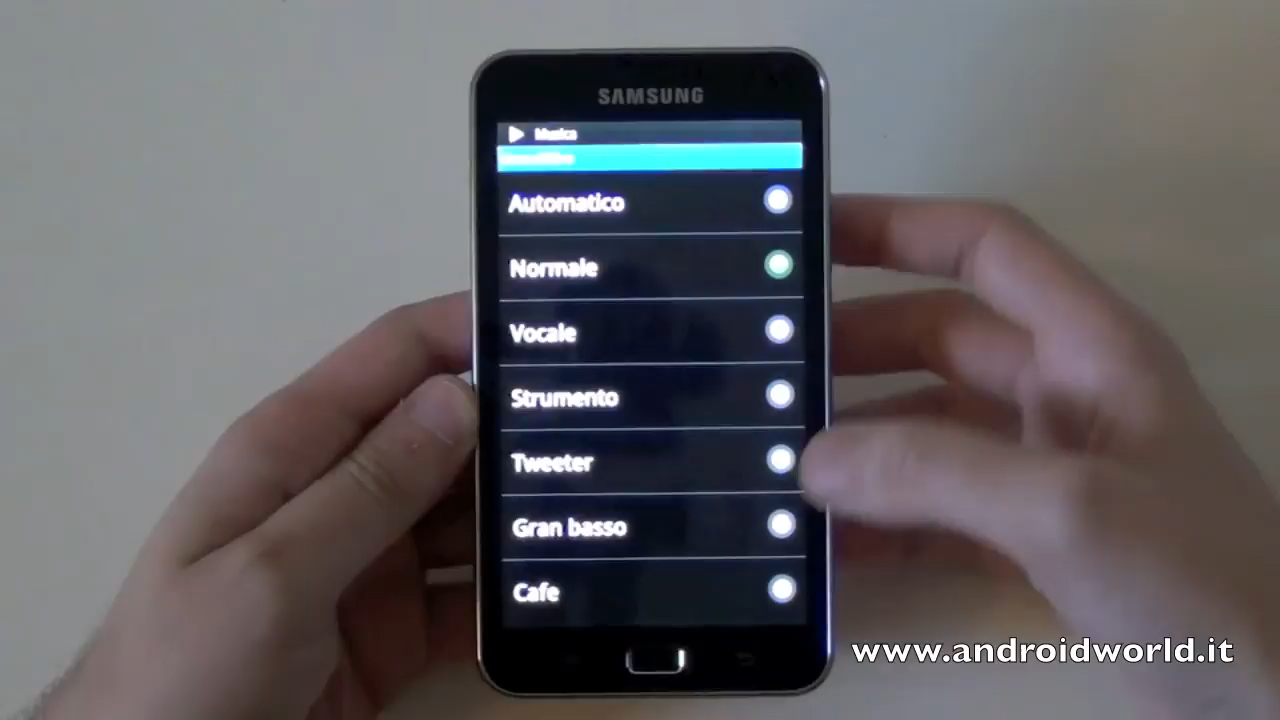 SAMSUNG
Musica
Automatico
Normale
Vocale
Strumento
Tweeter
Gran basso
Cafe
www.androidworld.it